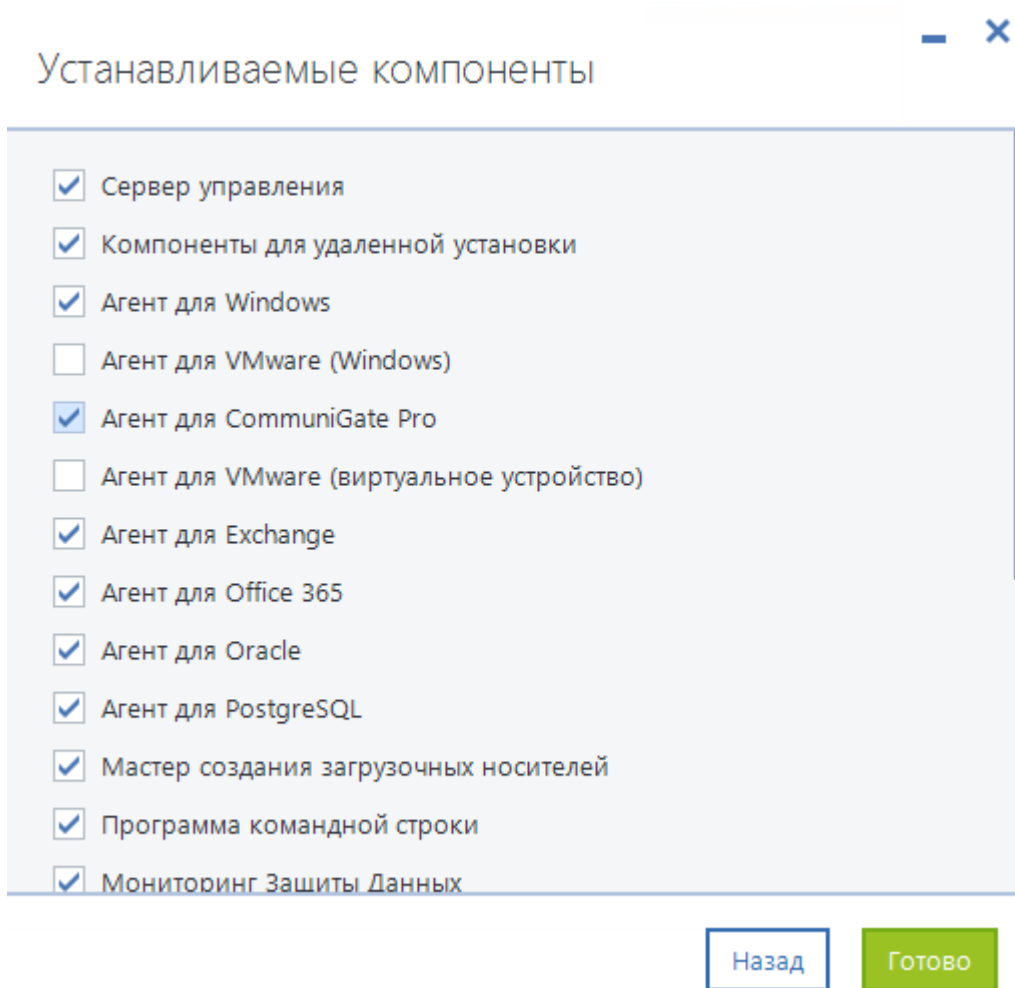 Устанавливаемые компоненты
Сервер управления
Компоненты для удаленной установки
Агент для Windows
Агент для VMware (Windows)
Агент для CommuniGate Pro
Агент для VMware (виртуальное устройство)
Агент для Exchange
Агент для Office 365
Агент для Oracle
Агент для PostgreSQL
Мастер создания загрузочных носителей
Программа командной строки
Мониторинг Защиты Данных
Назад
Готово